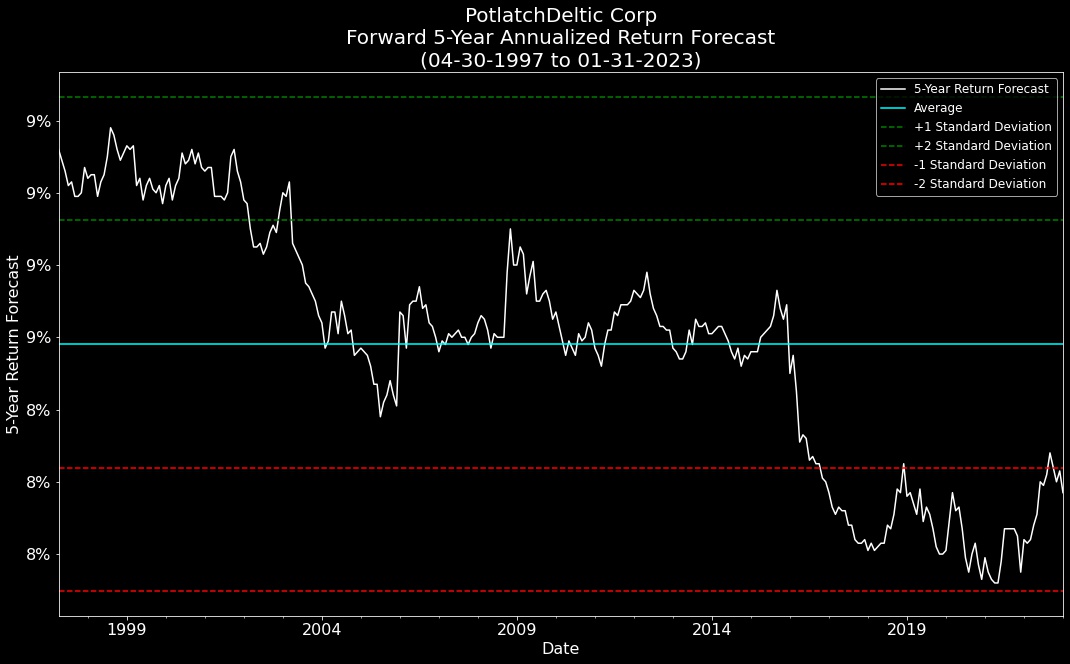 PotlatchDeltic Corp
Forward 5-Year Annualized Return Forecast
(04-30-1997 to 01-31-2023)
5-Year Return Forecast
Average
+1 Standard Deviation
+2 Standard Deviation
-1 Standard Deviation
-2 Standard Deviation
5-Year Return Forecast
9%
9%
9%
9%
8%
8%
8%
1999
2004
2009
2014
2019
Date